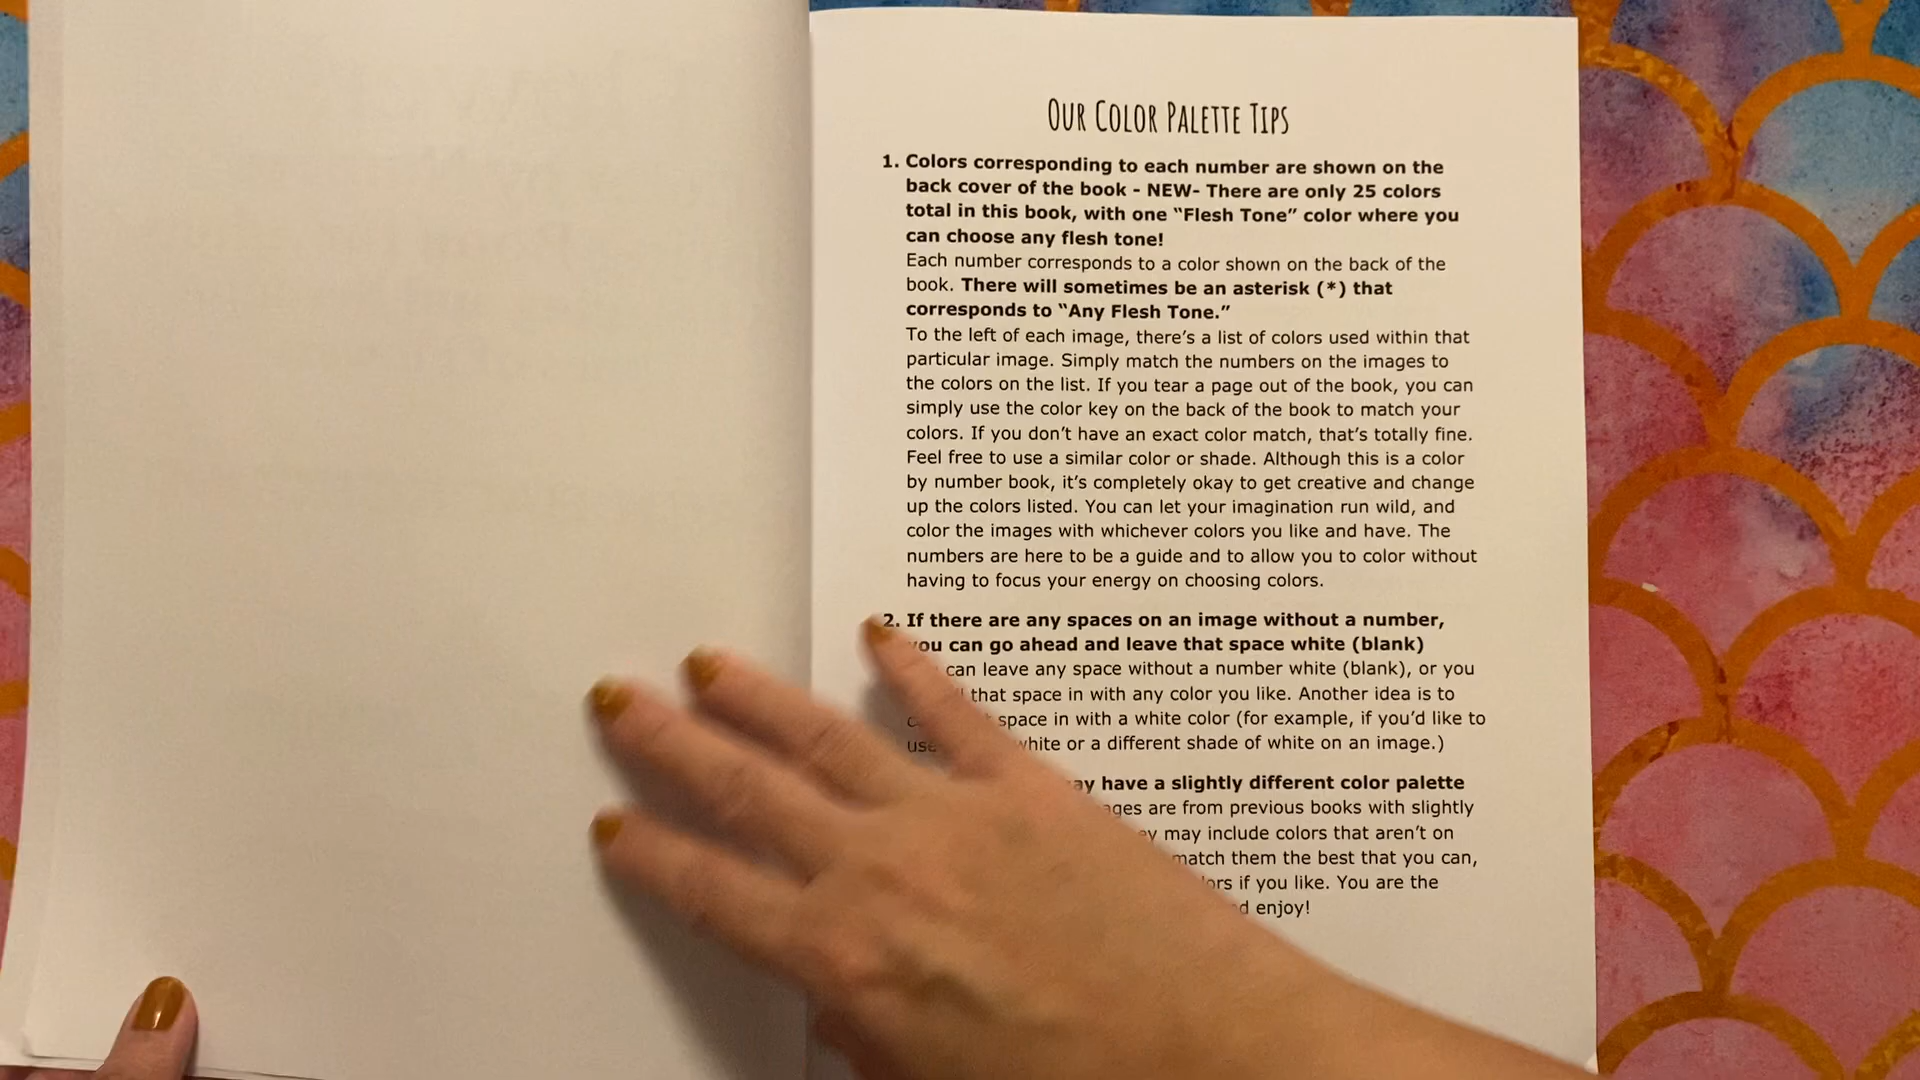 Our Color Palette Tips
1. Colors corresponding to each number are shown on the
back cover of the book - NEW- There are only 25 colors
total in this book, with one “Flesh Tone” color where you
can choose any flesh tone!
Each number corresponds to a color shown on the back of the
book. There will sometimes be an asterisk (*) that
corresponds to “Any Flesh Tone.”
To the left of each image, there’s a list of colors used within that
particular image. Simply match the numbers on the images to
the colors on the list. If you tear a page out of the book, you can
simply use the color key on the back of the book to match your
colors. If you don’t have an exact color match, that’s totally fine.
Feel free to use a similar color or shade. Although this is a color
by number book, it’s completely okay to get creative and change
up the colors listed. You can let your imagination run wild, and
color the images with whichever colors you like and have. The
numbers are here to be a guide and to allow you to color without
having to focus your energy on choosing colors.
2. If there are any spaces on an image without a number,
you can go ahead and leave that space white (blank)
can leave any space without a number white (blank), or you
that space in with any color you like. Another idea is to
space in with a white color (for example, if you’d like to
use white or a different shade of white on an image.)
have a slightly different color palette
are from previous books with slightly
may include colors that aren’t on
match them the best that you can,
if you like. You are the
enjoy!